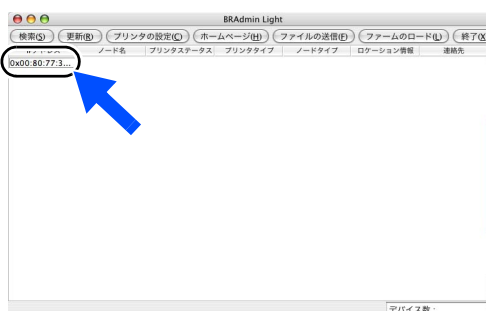 BRAdmin Light
検索(S) 更新(R) プリンタの設定(C) ホームページ(H) ファイルの送信(F) ファームのロード(L) 終了(X
ノード名 プリンタステータス プリンタタイプ ノードタイプ ロケーション情報 連絡先
0x00:80:77:3...
デバイス数: